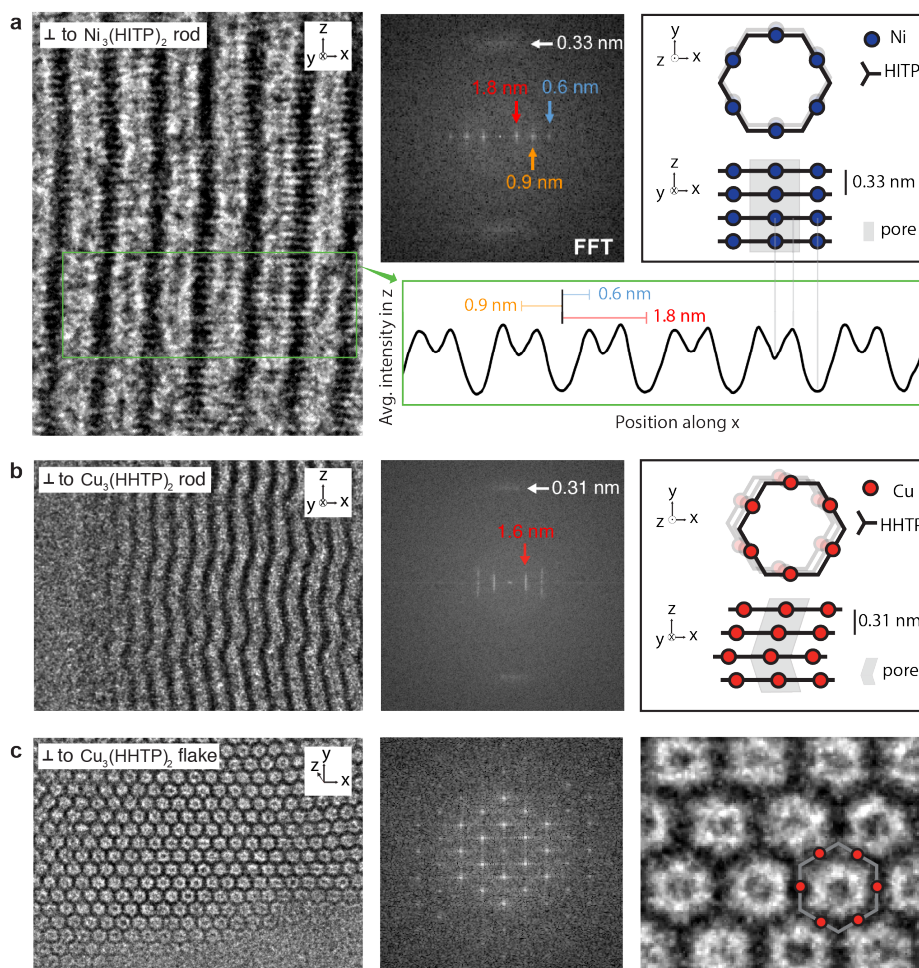 a
⊥ to Ni₃(HITP)₂ rod
z
y x
0.33 nm
1.8 nm
0.6 nm
0.9 nm
FFT
y
z x
Ni
HITP
z
y x
0.33 nm
pore
Avg. intensity in z
0.9 nm
0.6 nm
1.8 nm
Position along x
b
⊥ to Cu₃(HHTP)₂ rod
z
y x
0.31 nm
1.6 nm
y
z x
Cu
HHTP
z
y x
0.31 nm
pore
c
⊥ to Cu₃(HHTP)₂ flake
y
z x